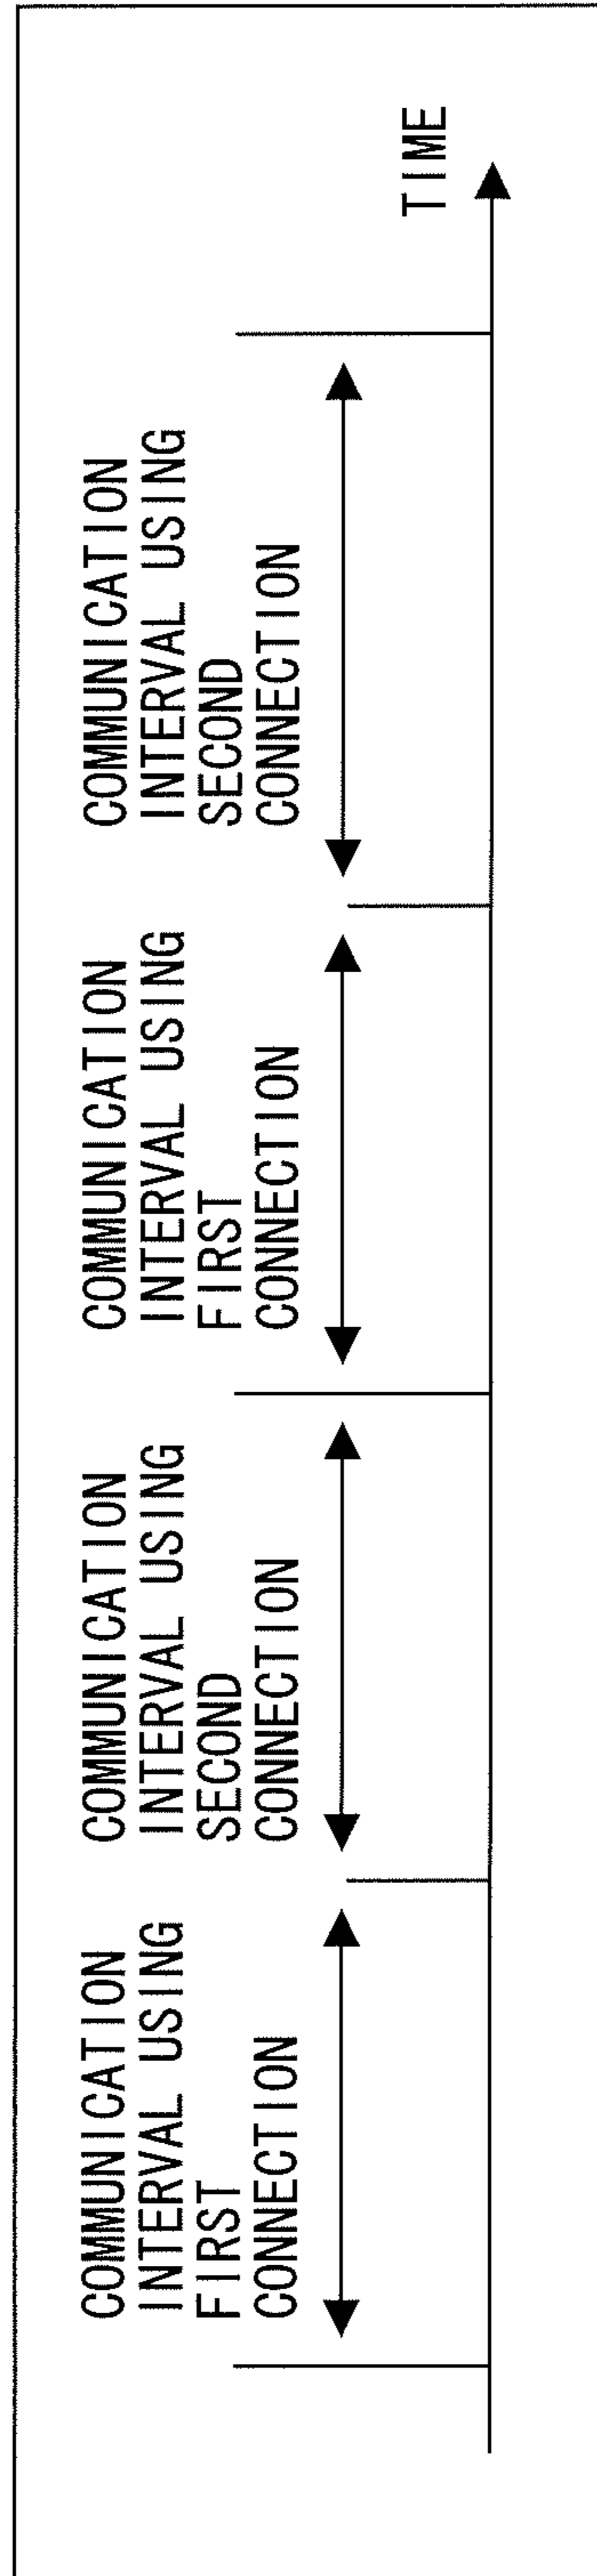 COMMUNICATION
INTERVAL USING
FIRST
CONNECTION
COMMUNICATION
INTERVAL USING
SECOND
CONNECTION
COMMUNICATION
INTERVAL USING
FIRST
CONNECTION
COMMUNICATION
INTERVAL USING
SECOND
CONNECTION
TIME